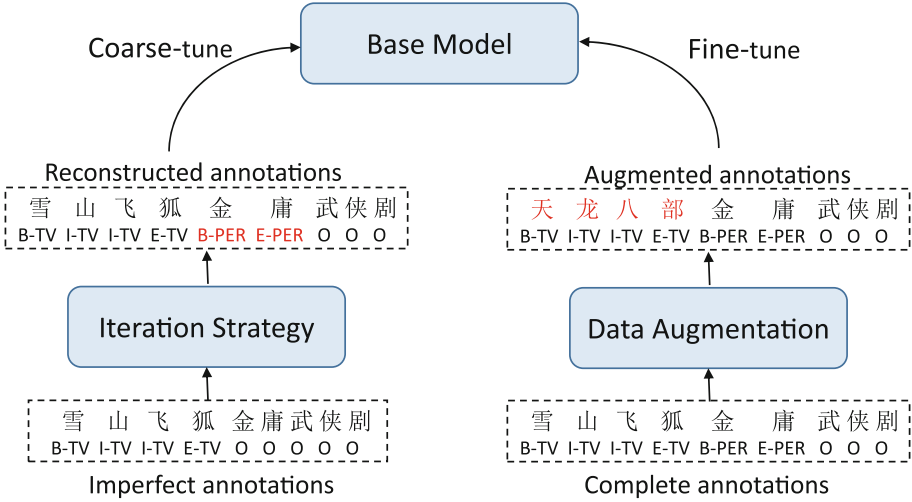 Base Model
Coarse-tune
Fine-tune
Reconstructed annotations
雪 山 飞 狐 金 庸 武 侠 剧
B-TV I-TV I-TV E-TV B-PER E-PER O O O
Iteration Strategy
雪 山 飞 狐 金 庸 武 侠 剧
B-TV I-TV I-TV E-TV O O O O O
Imperfect annotations
Augmented annotations
天 龙 八 部 金 庸 武 侠 剧
B-TV I-TV I-TV E-TV B-PER E-PER O O O
Data Augmentation
雪 山 飞 狐 金 庸 武 侠 剧
B-TV I-TV I-TV E-TV B-PER E-PER O O O
Complete annotations